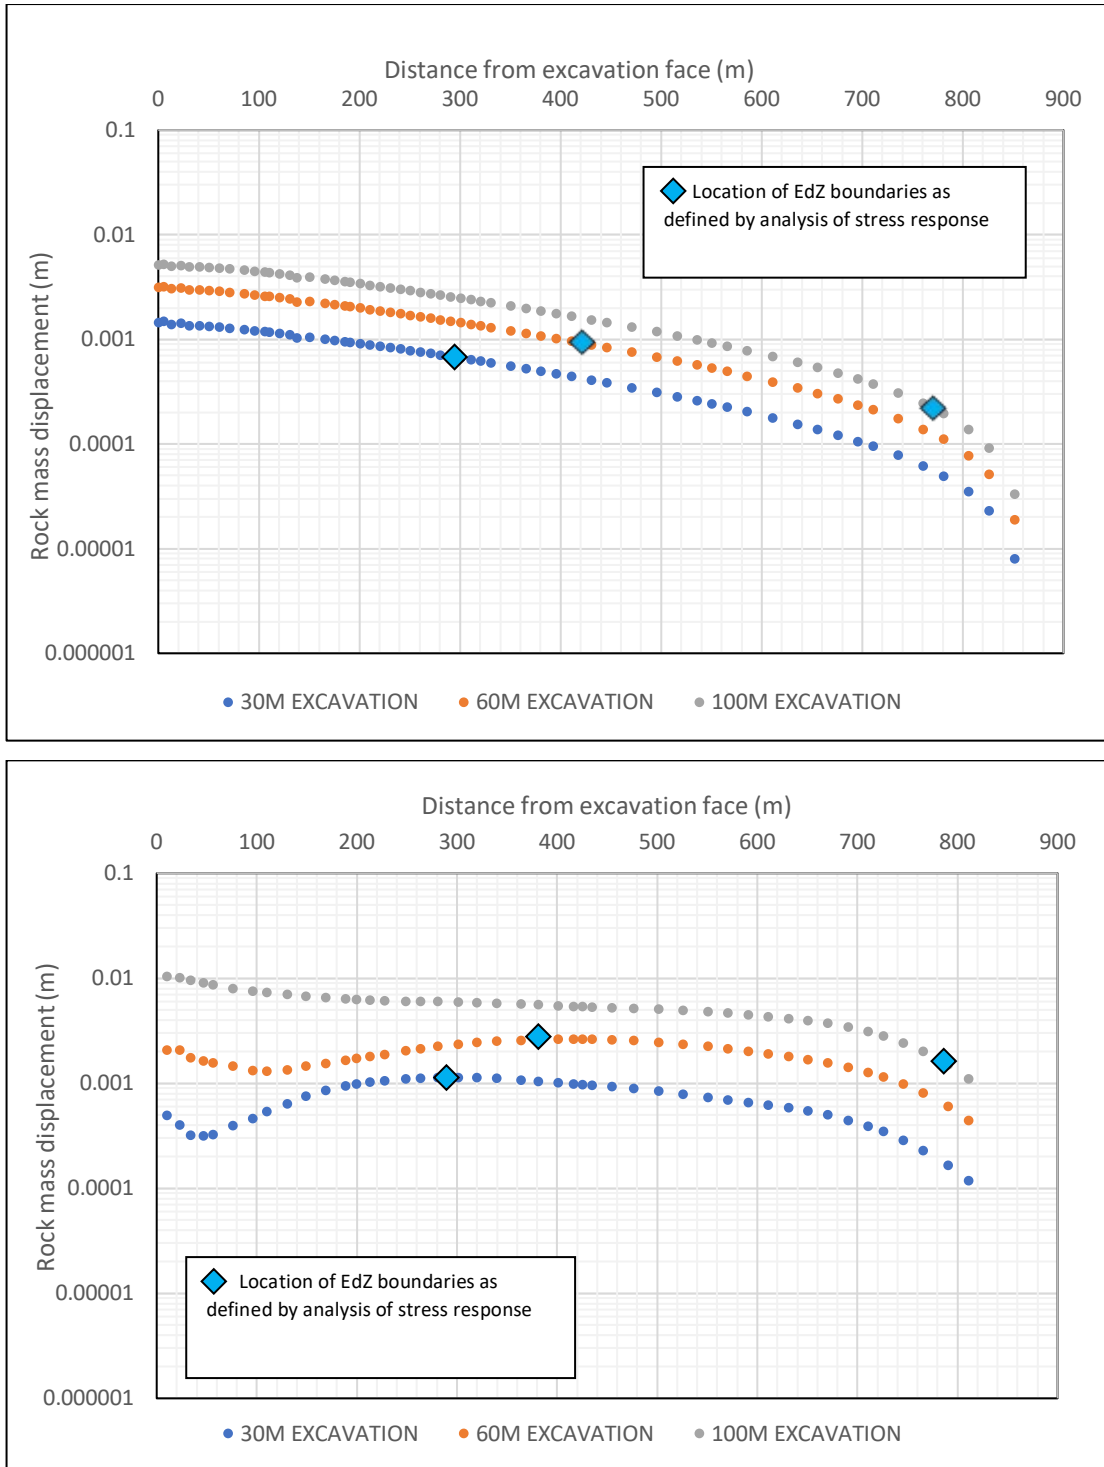 Distance from excavation face (m)
0 100 200 300 400 500 600 700 800 900
0.1
0.01
0.001
0.0001
0.00001
0.000001
Rock mass displacement (m)
Location of EdZ boundaries as
defined by analysis of stress response
30M EXCAVATION 60M EXCAVATION 100M EXCAVATION
Distance from excavation face (m)
0 100 200 300 400 500 600 700 800 900
0.1
0.01
0.001
0.0001
0.00001
0.000001
Rock mass displacement (m)
Location of EdZ boundaries as
defined by analysis of stress response
30M EXCAVATION 60M EXCAVATION 100M EXCAVATION